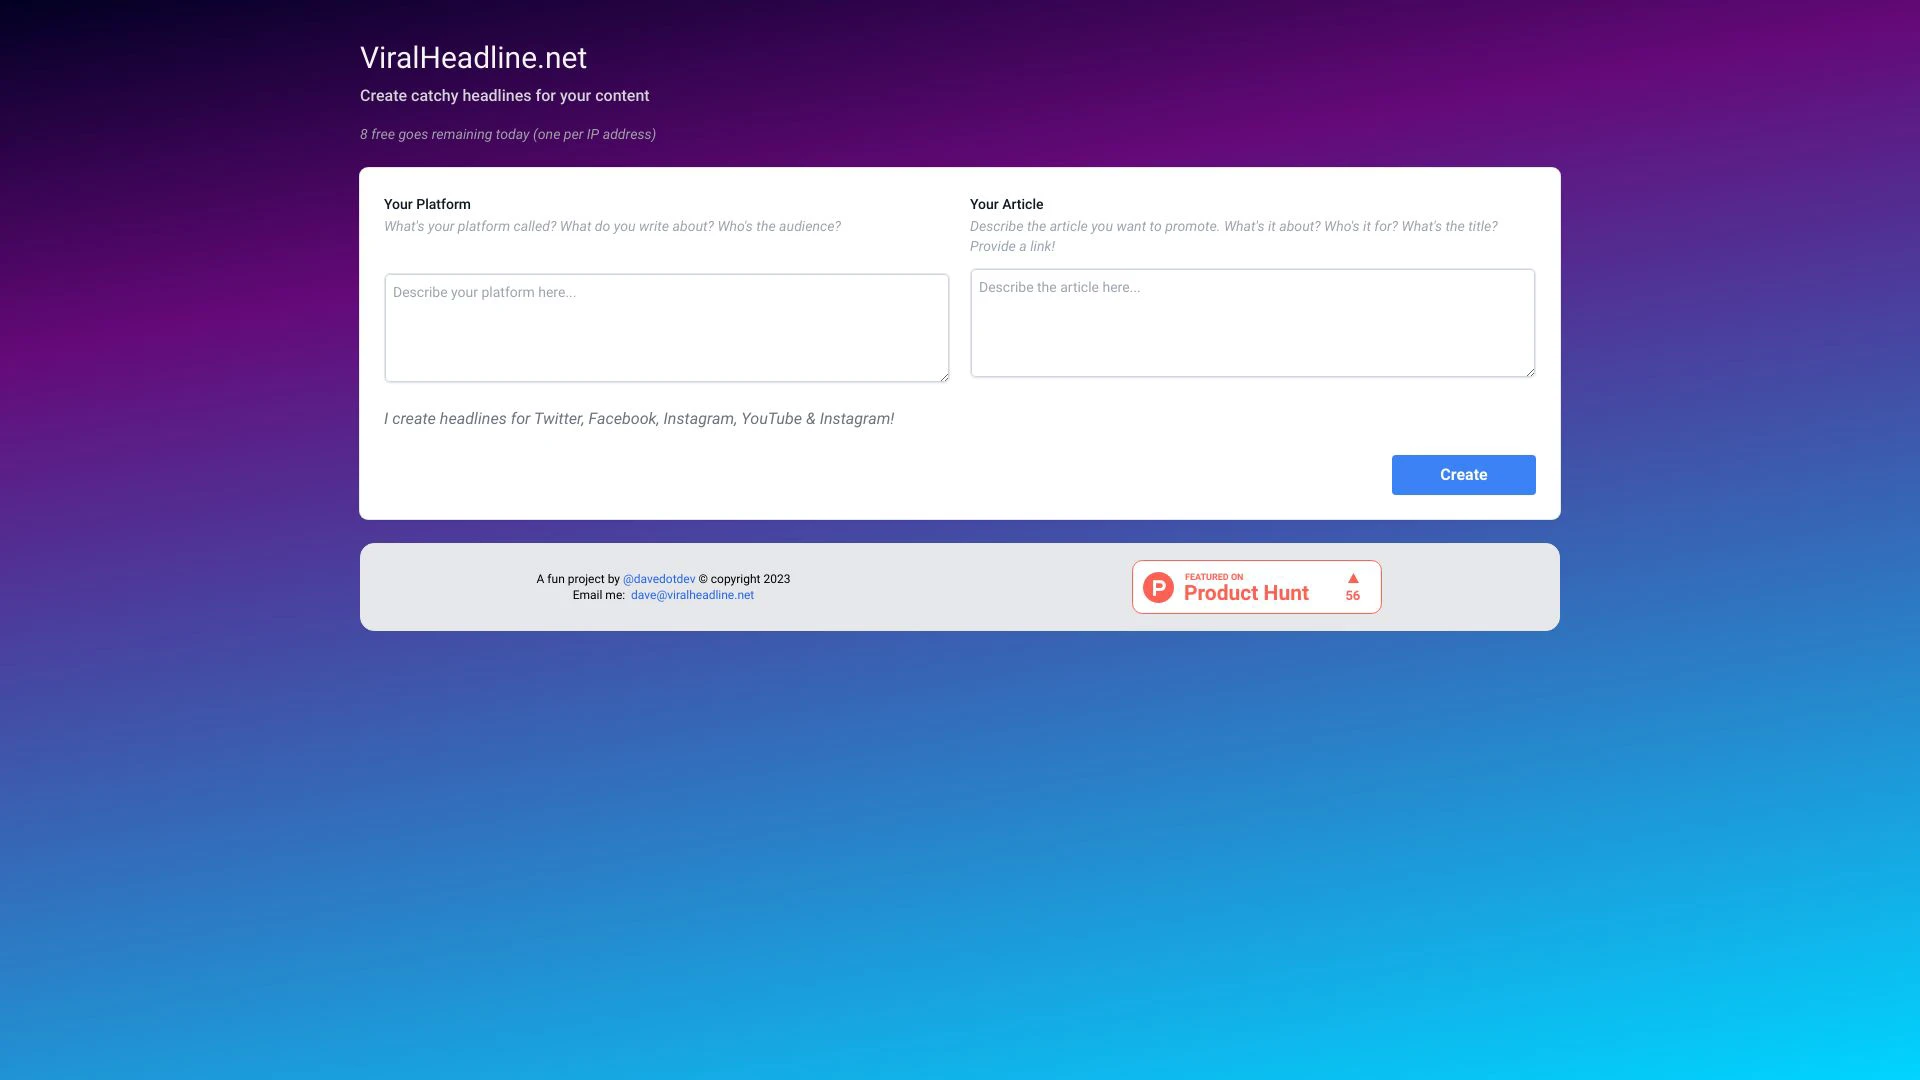 ViralHeadline.net
Create catchy headlines for your content
8 free goes remaining today (one per IP address)
Your Platform
What's your platform called? What do you write about? Who's the audience?
Describe your platform here...
Your Article
Describe the article you want to promote. What's it about? Who's it for? What's the title?
Provide a link!
Describe the article here...
I create headlines for Twitter, Facebook, Instagram, YouTube & Instagram!
Create
A fun project by @davedotdev © copyright 2023
Email me: dave@viralheadline.net
P
FEATURED ON
Product Hunt
▲
56